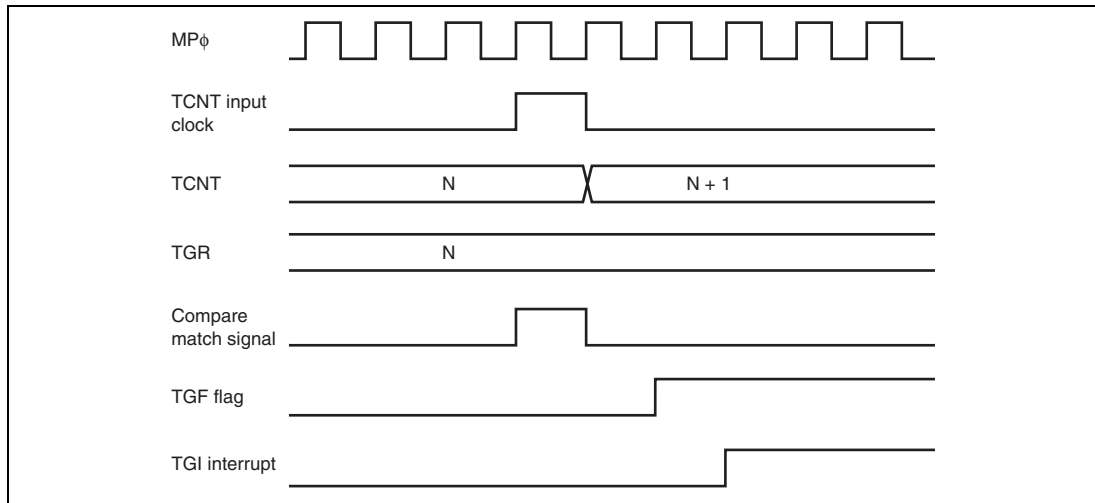 MPϕ
TCNT input
clock
TCNT
N
N + 1
TGR
N
Compare
match signal
TGF flag
TGI interrupt